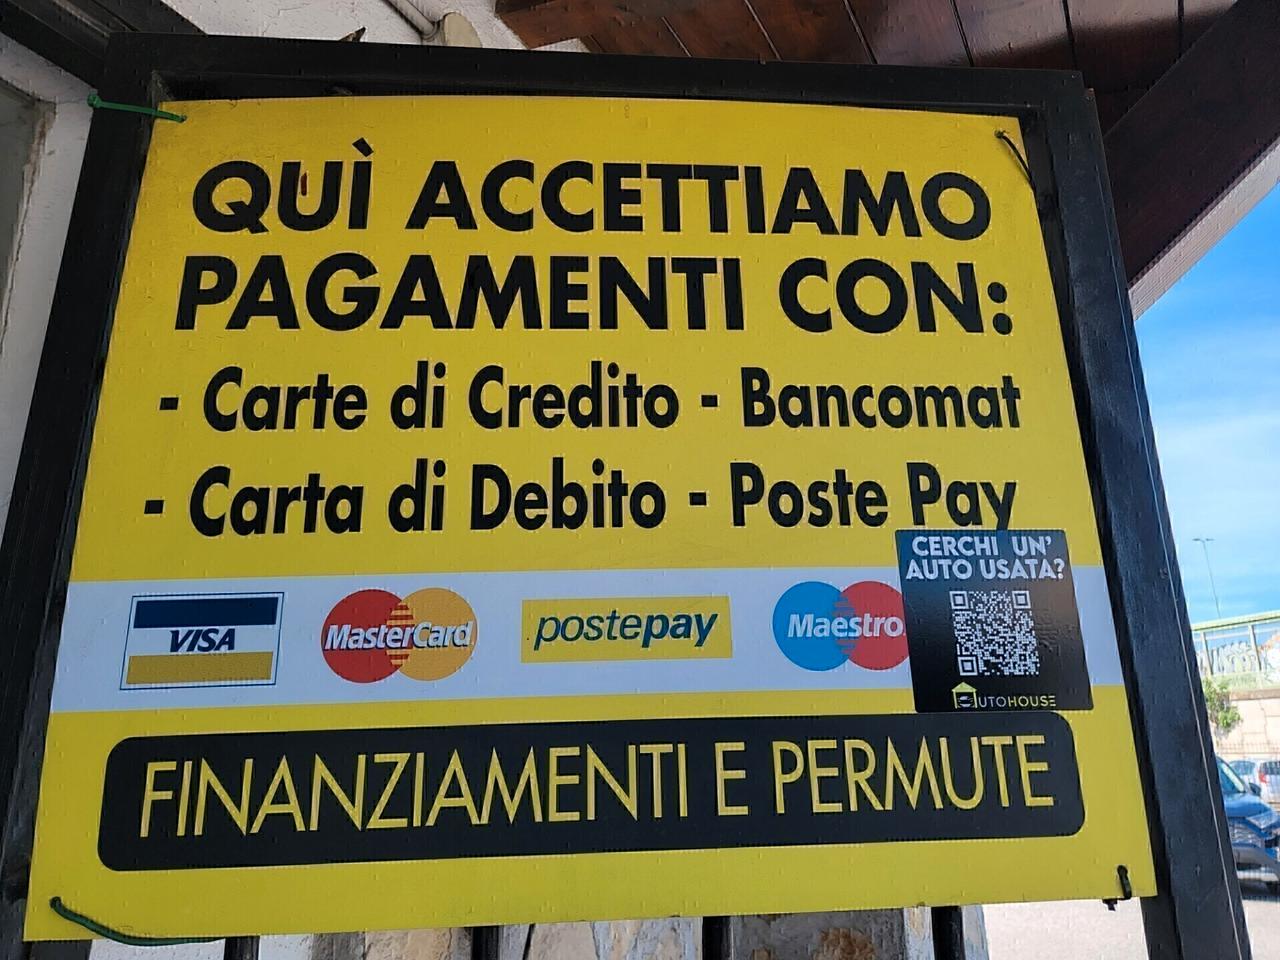 QUÌ ACCETTIAMO
PAGAMENTI CON:
- Carte di Credito - Bancomat
- Carta di Debito - Poste Pay
VISA
MasterCard
postepay
Maestro
CERCHI UN'
AUTO USATA?
AUTOHOUSE
FINANZIAMENTI E PERMUTE